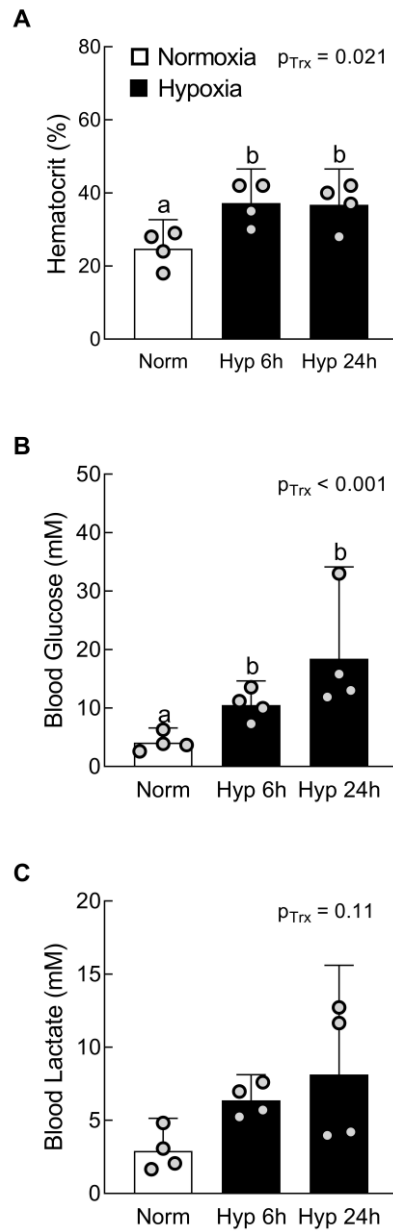 A
Normoxia
Hypoxia
pTrx = 0.021
Hematocrit (%)
80
60
40
20
0
a
b
b
Norm
Hyp 6h
Hyp 24h
B
pTrx < 0.001
Blood Glucose (mM)
50
40
30
20
10
0
a
b
b
Norm
Hyp 6h
Hyp 24h
C
pTrx = 0.11
Blood Lactate (mM)
20
15
10
5
0
Norm
Hyp 6h
Hyp 24h